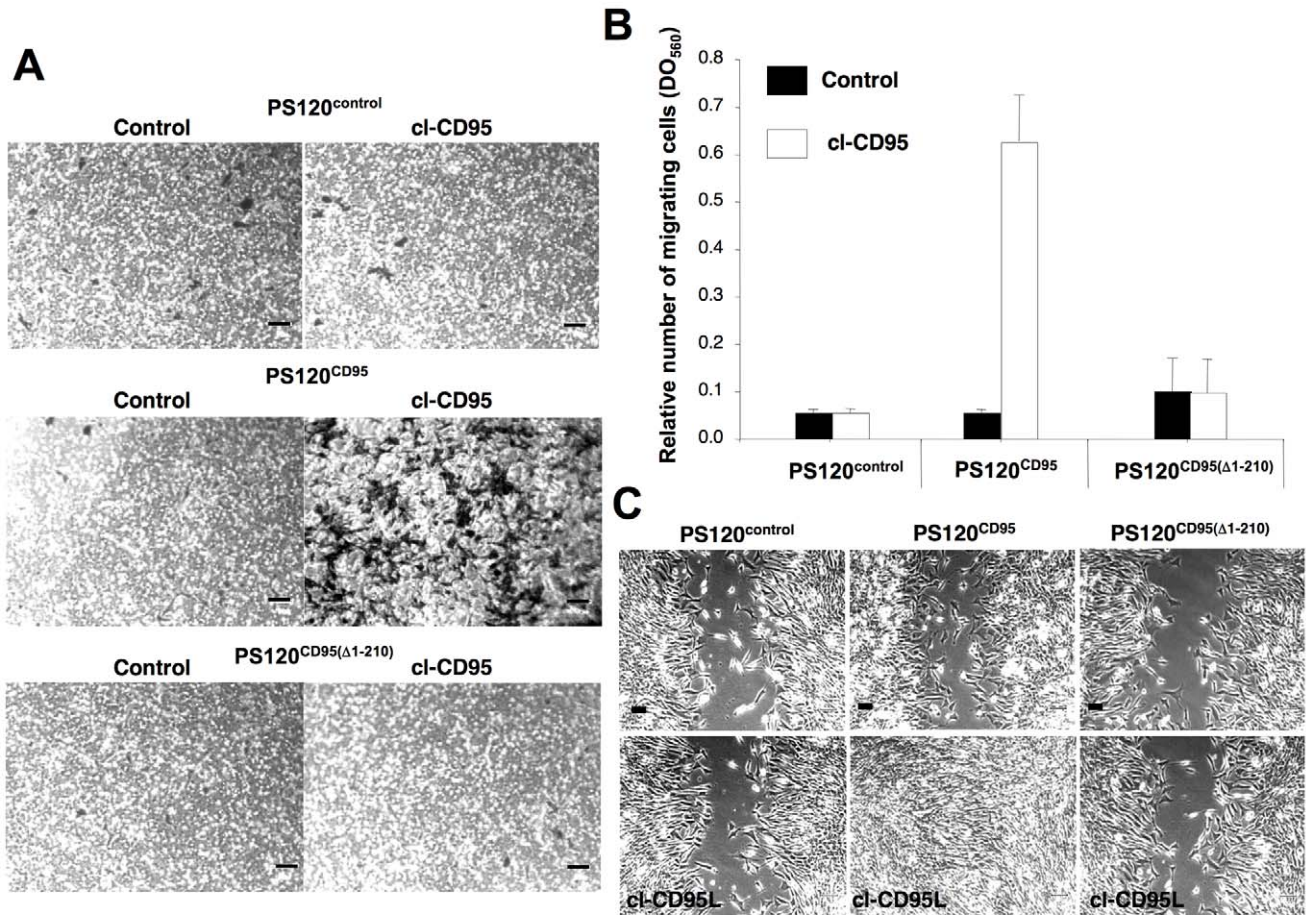 A
PS120control
Control cl-CD95
PS120CD95
Control cl-CD95
PS120CD95(Δ1-210)
Control cl-CD95
B
Relative number of migrating cells (DO560)
0.8
0.7
0.6
0.5
0.4
0.3
0.2
0.1
0.0
Control
cl-CD95
PS120control PS120CD95 PS120CD95(Δ1-210)
C
PS120control PS120CD95 PS120CD95(Δ1-210)
cl-CD95L cl-CD95L cl-CD95L